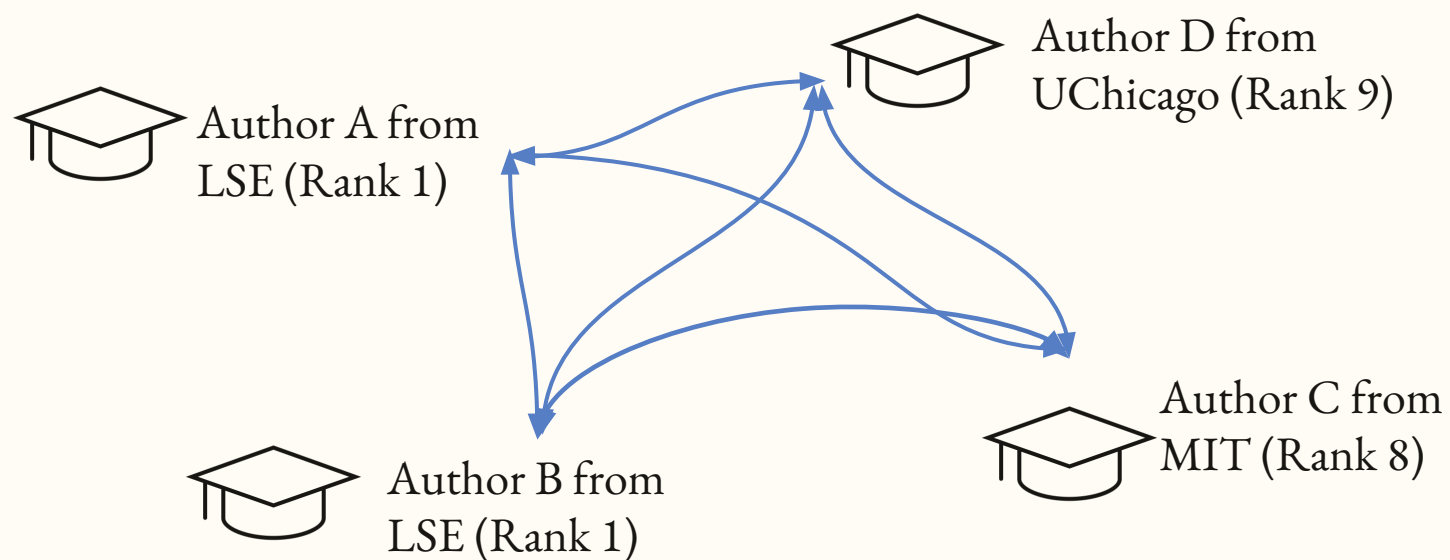 Author D from
UChicago (Rank 9)
Author A from
LSE (Rank 1)
Author C from
MIT (Rank 8)
Author B from
LSE (Rank 1)